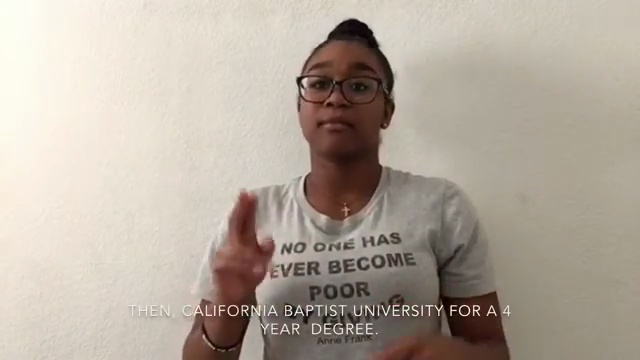 NO ONE HAS
EVER BECOME
POOR
Anne Frank
THEN, CALIFORNIA BAPTIST UNIVERSITY FOR A 4
YEAR DEGREE.